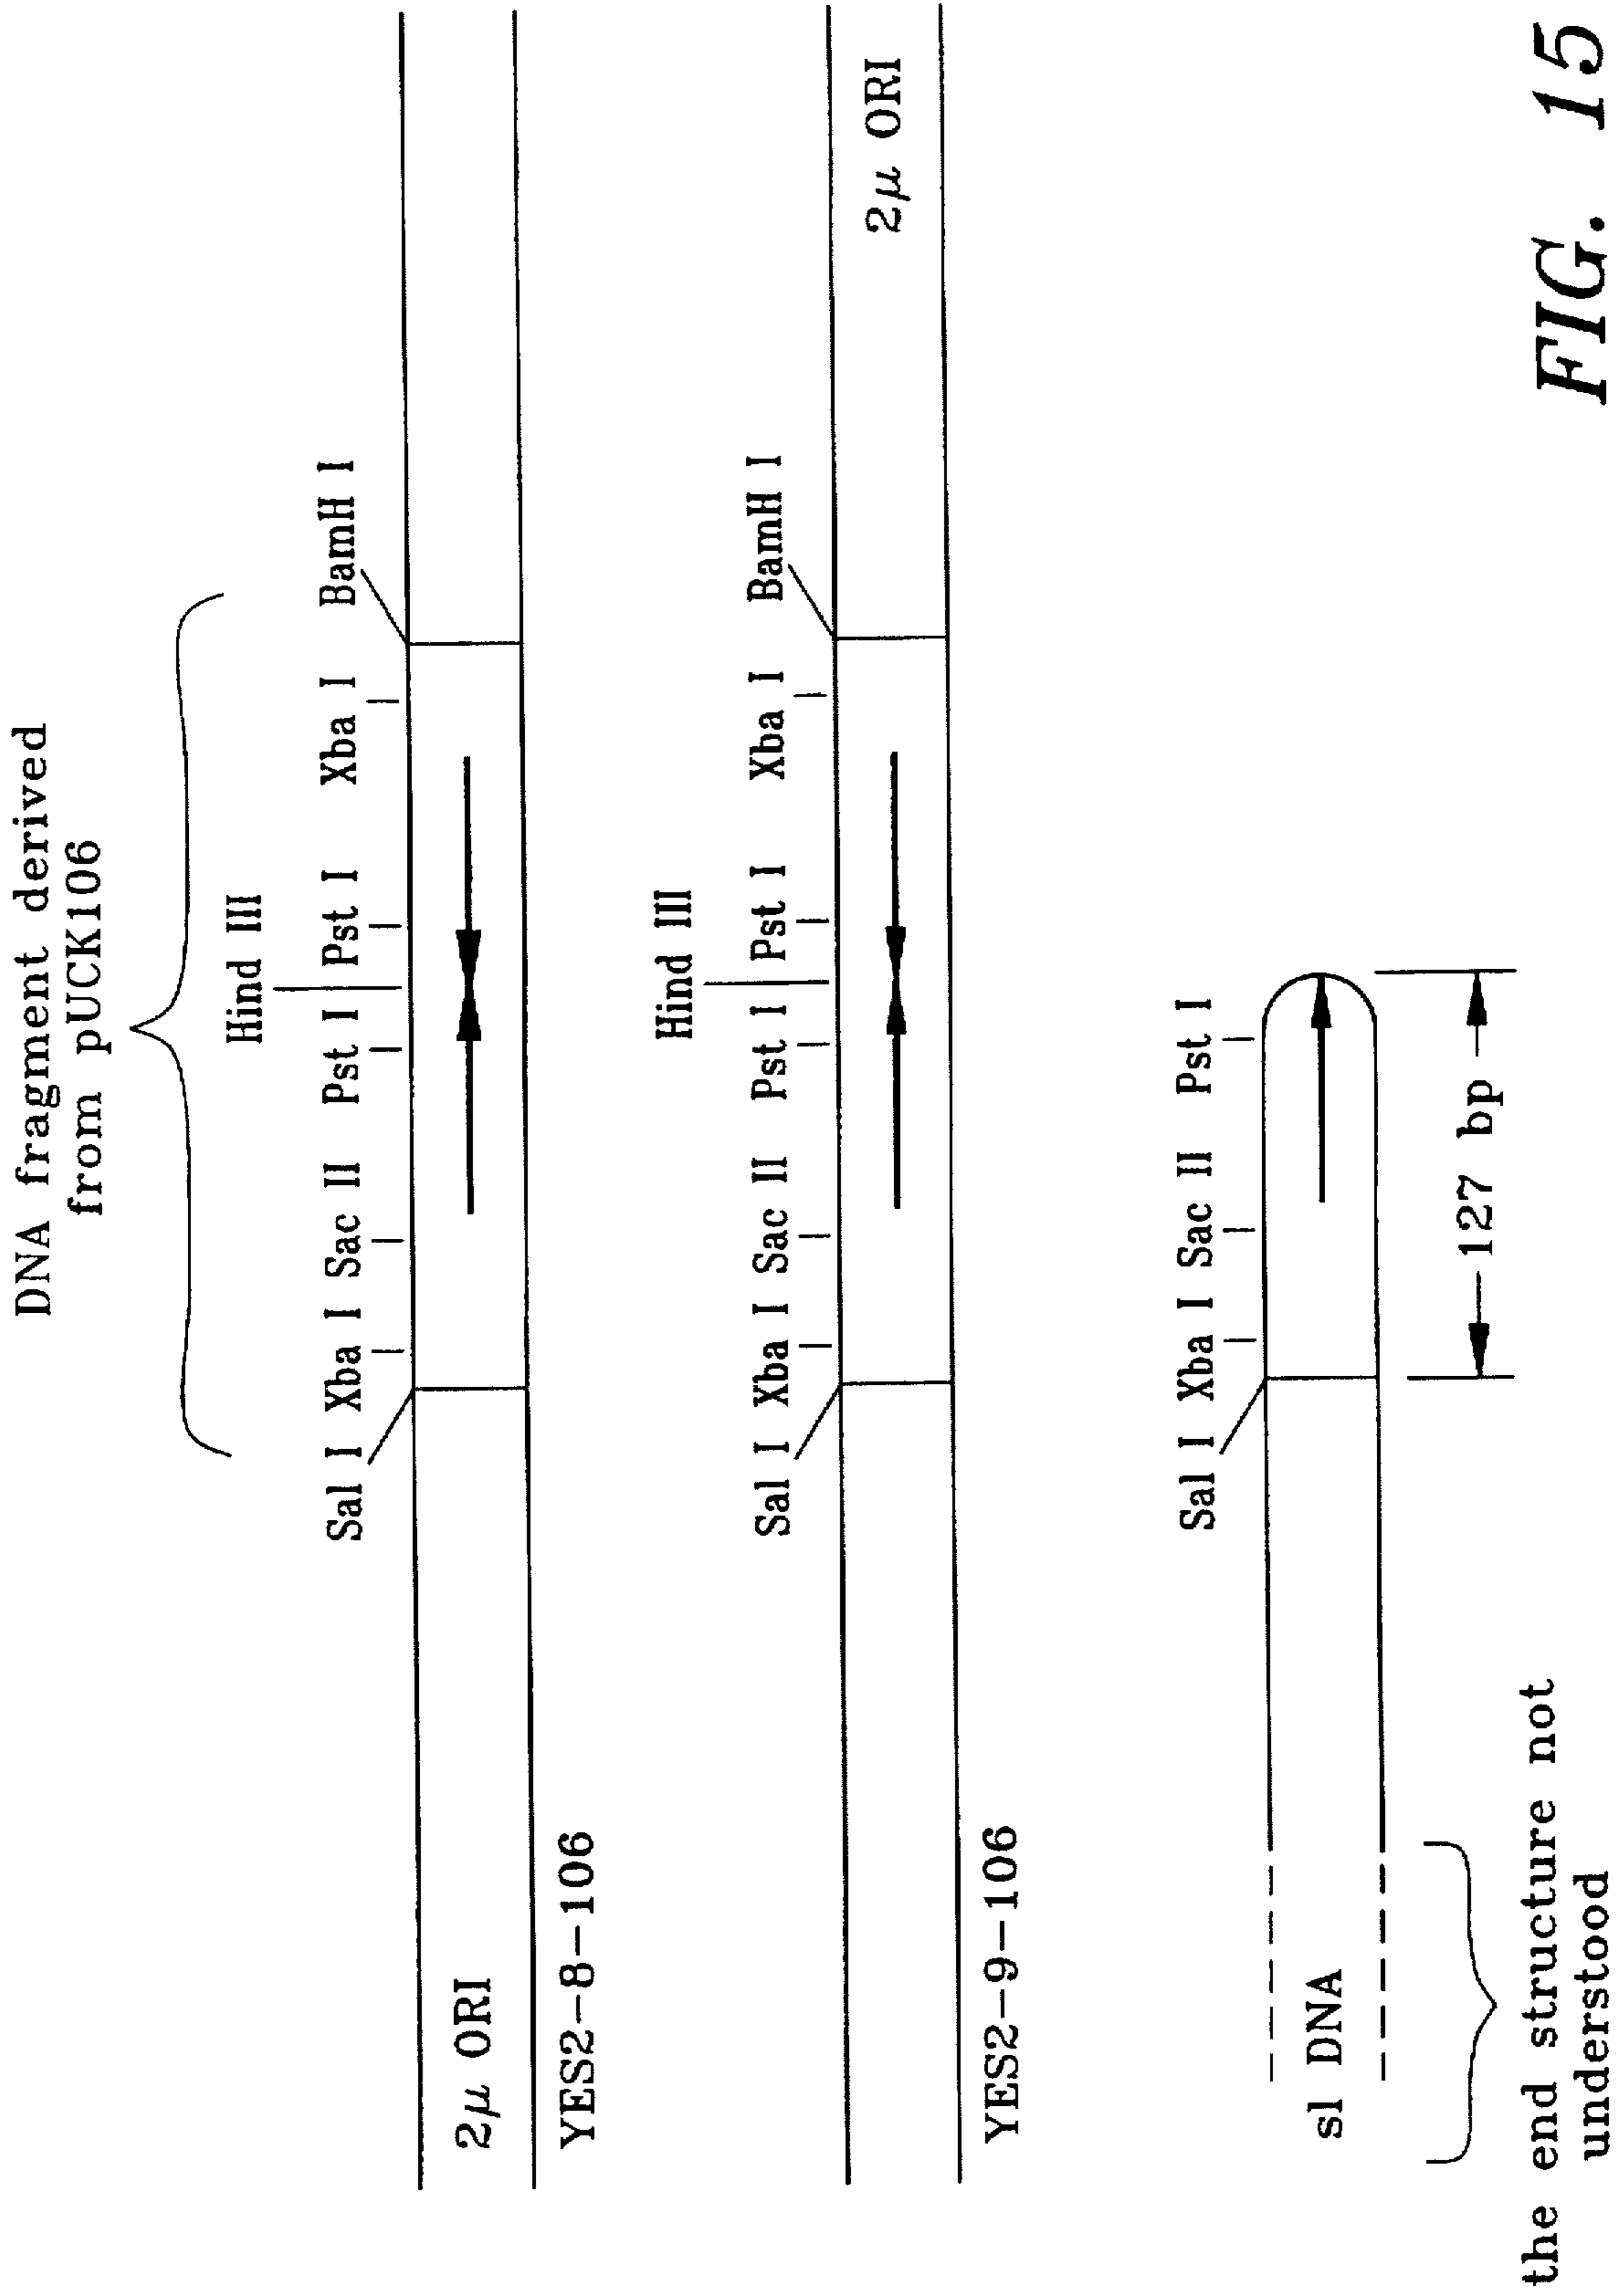 DNA fragment derived
from pUCK106
Hind III
Sal I Xba I Sac II Pst I Pst I Xba I BamH I
2μ ORI
YES2-8-106
Hind III
Sal I Xba I Sac II Pst I Pst I Xba I BamH I
2μ ORI
YES2-9-106
Sal I Xba I Sac II Pst I
sl DNA
127 bp
the end structure not
understood
FIG. 15